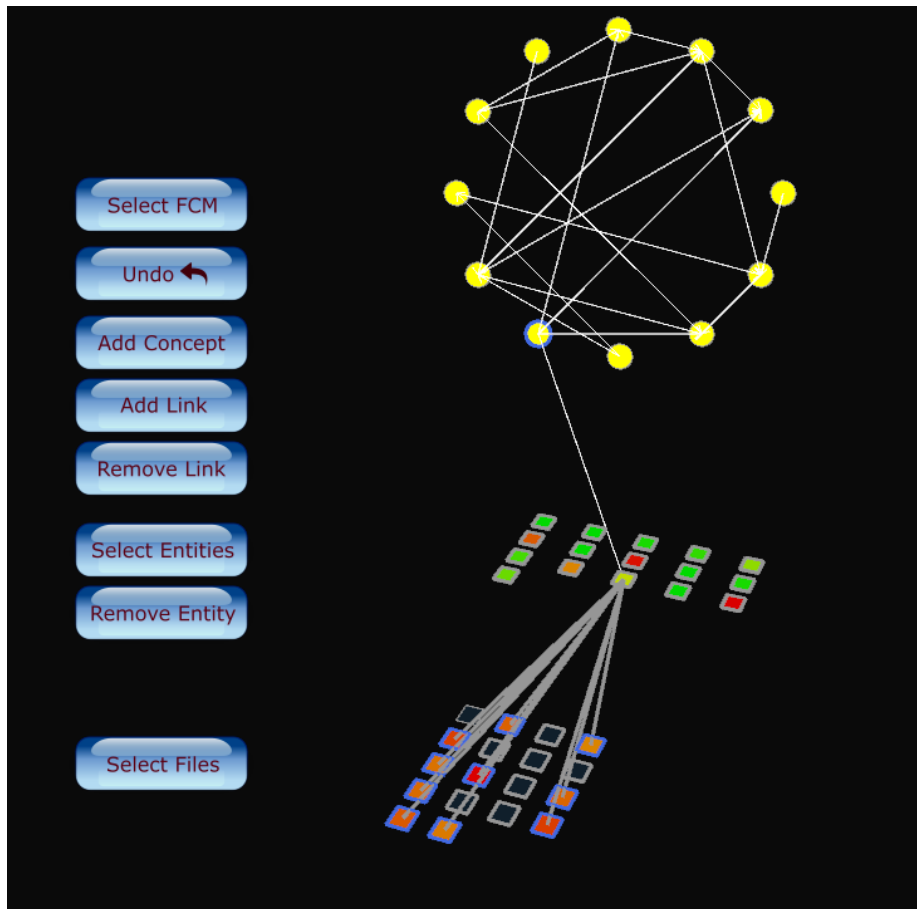 Select FCM
Undo
Add Concept
Add Link
Remove Link
Select Entities
Remove Entity
Select Files